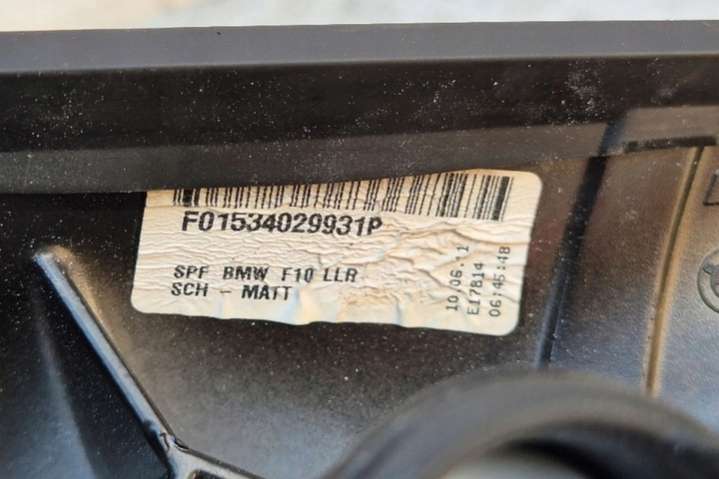 F01534029931P
SPF BMW F10 LLR
SCH - MATT
10.06.11
E17814
06:45:48